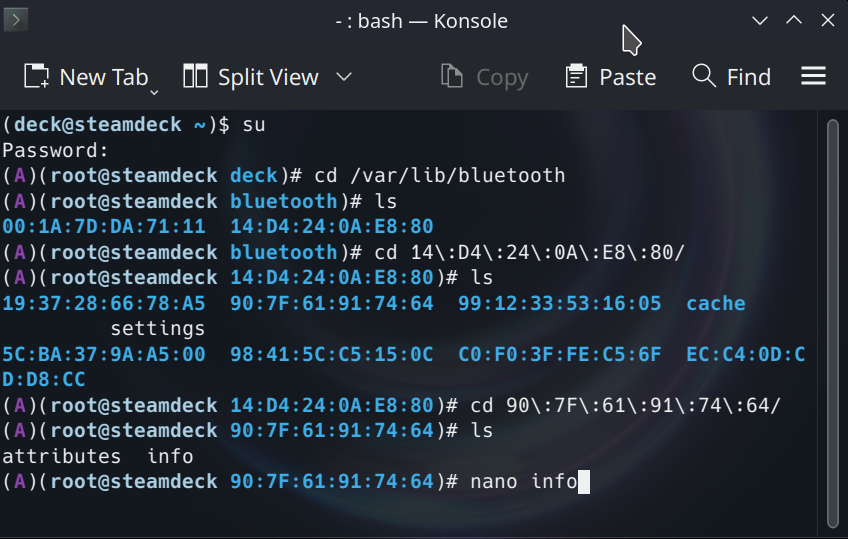 - : bash — Konsole
New Tab Split View Copy Paste Find
(deck@steamdeck ~)$ su
Password:
(A)(root@steamdeck deck)# cd /var/lib/bluetooth
(A)(root@steamdeck bluetooth)# ls
00:1A:7D:DA:71:11  14:D4:24:0A:E8:80
(A)(root@steamdeck bluetooth)# cd 14\:D4\:24\:0A\:E8\:80/
(A)(root@steamdeck 14:D4:24:0A:E8:80)# ls
19:37:28:66:78:A5  90:7F:61:91:74:64  99:12:33:53:16:05  cache
         settings
5C:BA:37:9A:A5:00  98:41:5C:C5:15:0C  C0:F0:3F:FE:C5:6F  EC:C4:0D:C
D:D8:CC
(A)(root@steamdeck 14:D4:24:0A:E8:80)# cd 90\:7F\:61\:91\:74\:64/
(A)(root@steamdeck 90:7F:61:91:74:64)# ls
attributes  info
(A)(root@steamdeck 90:7F:61:91:74:64)# nano info